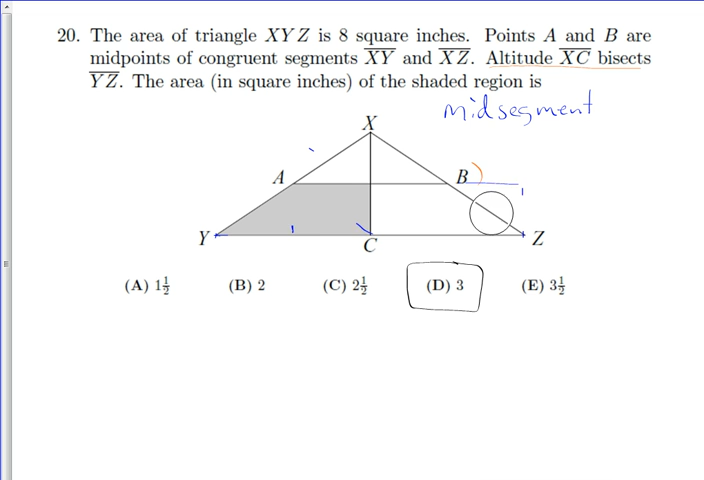 20. The area of triangle XYZ is 8 square inches. Points A and B are
midpoints of congruent segments XY and XZ. Altitude XC bisects
YZ. The area (in square inches) of the shaded region is
midsegment
X
A
B
Y
C
Z
(A) 1½ (B) 2 (C) 2½ (D) 3 (E) 3½